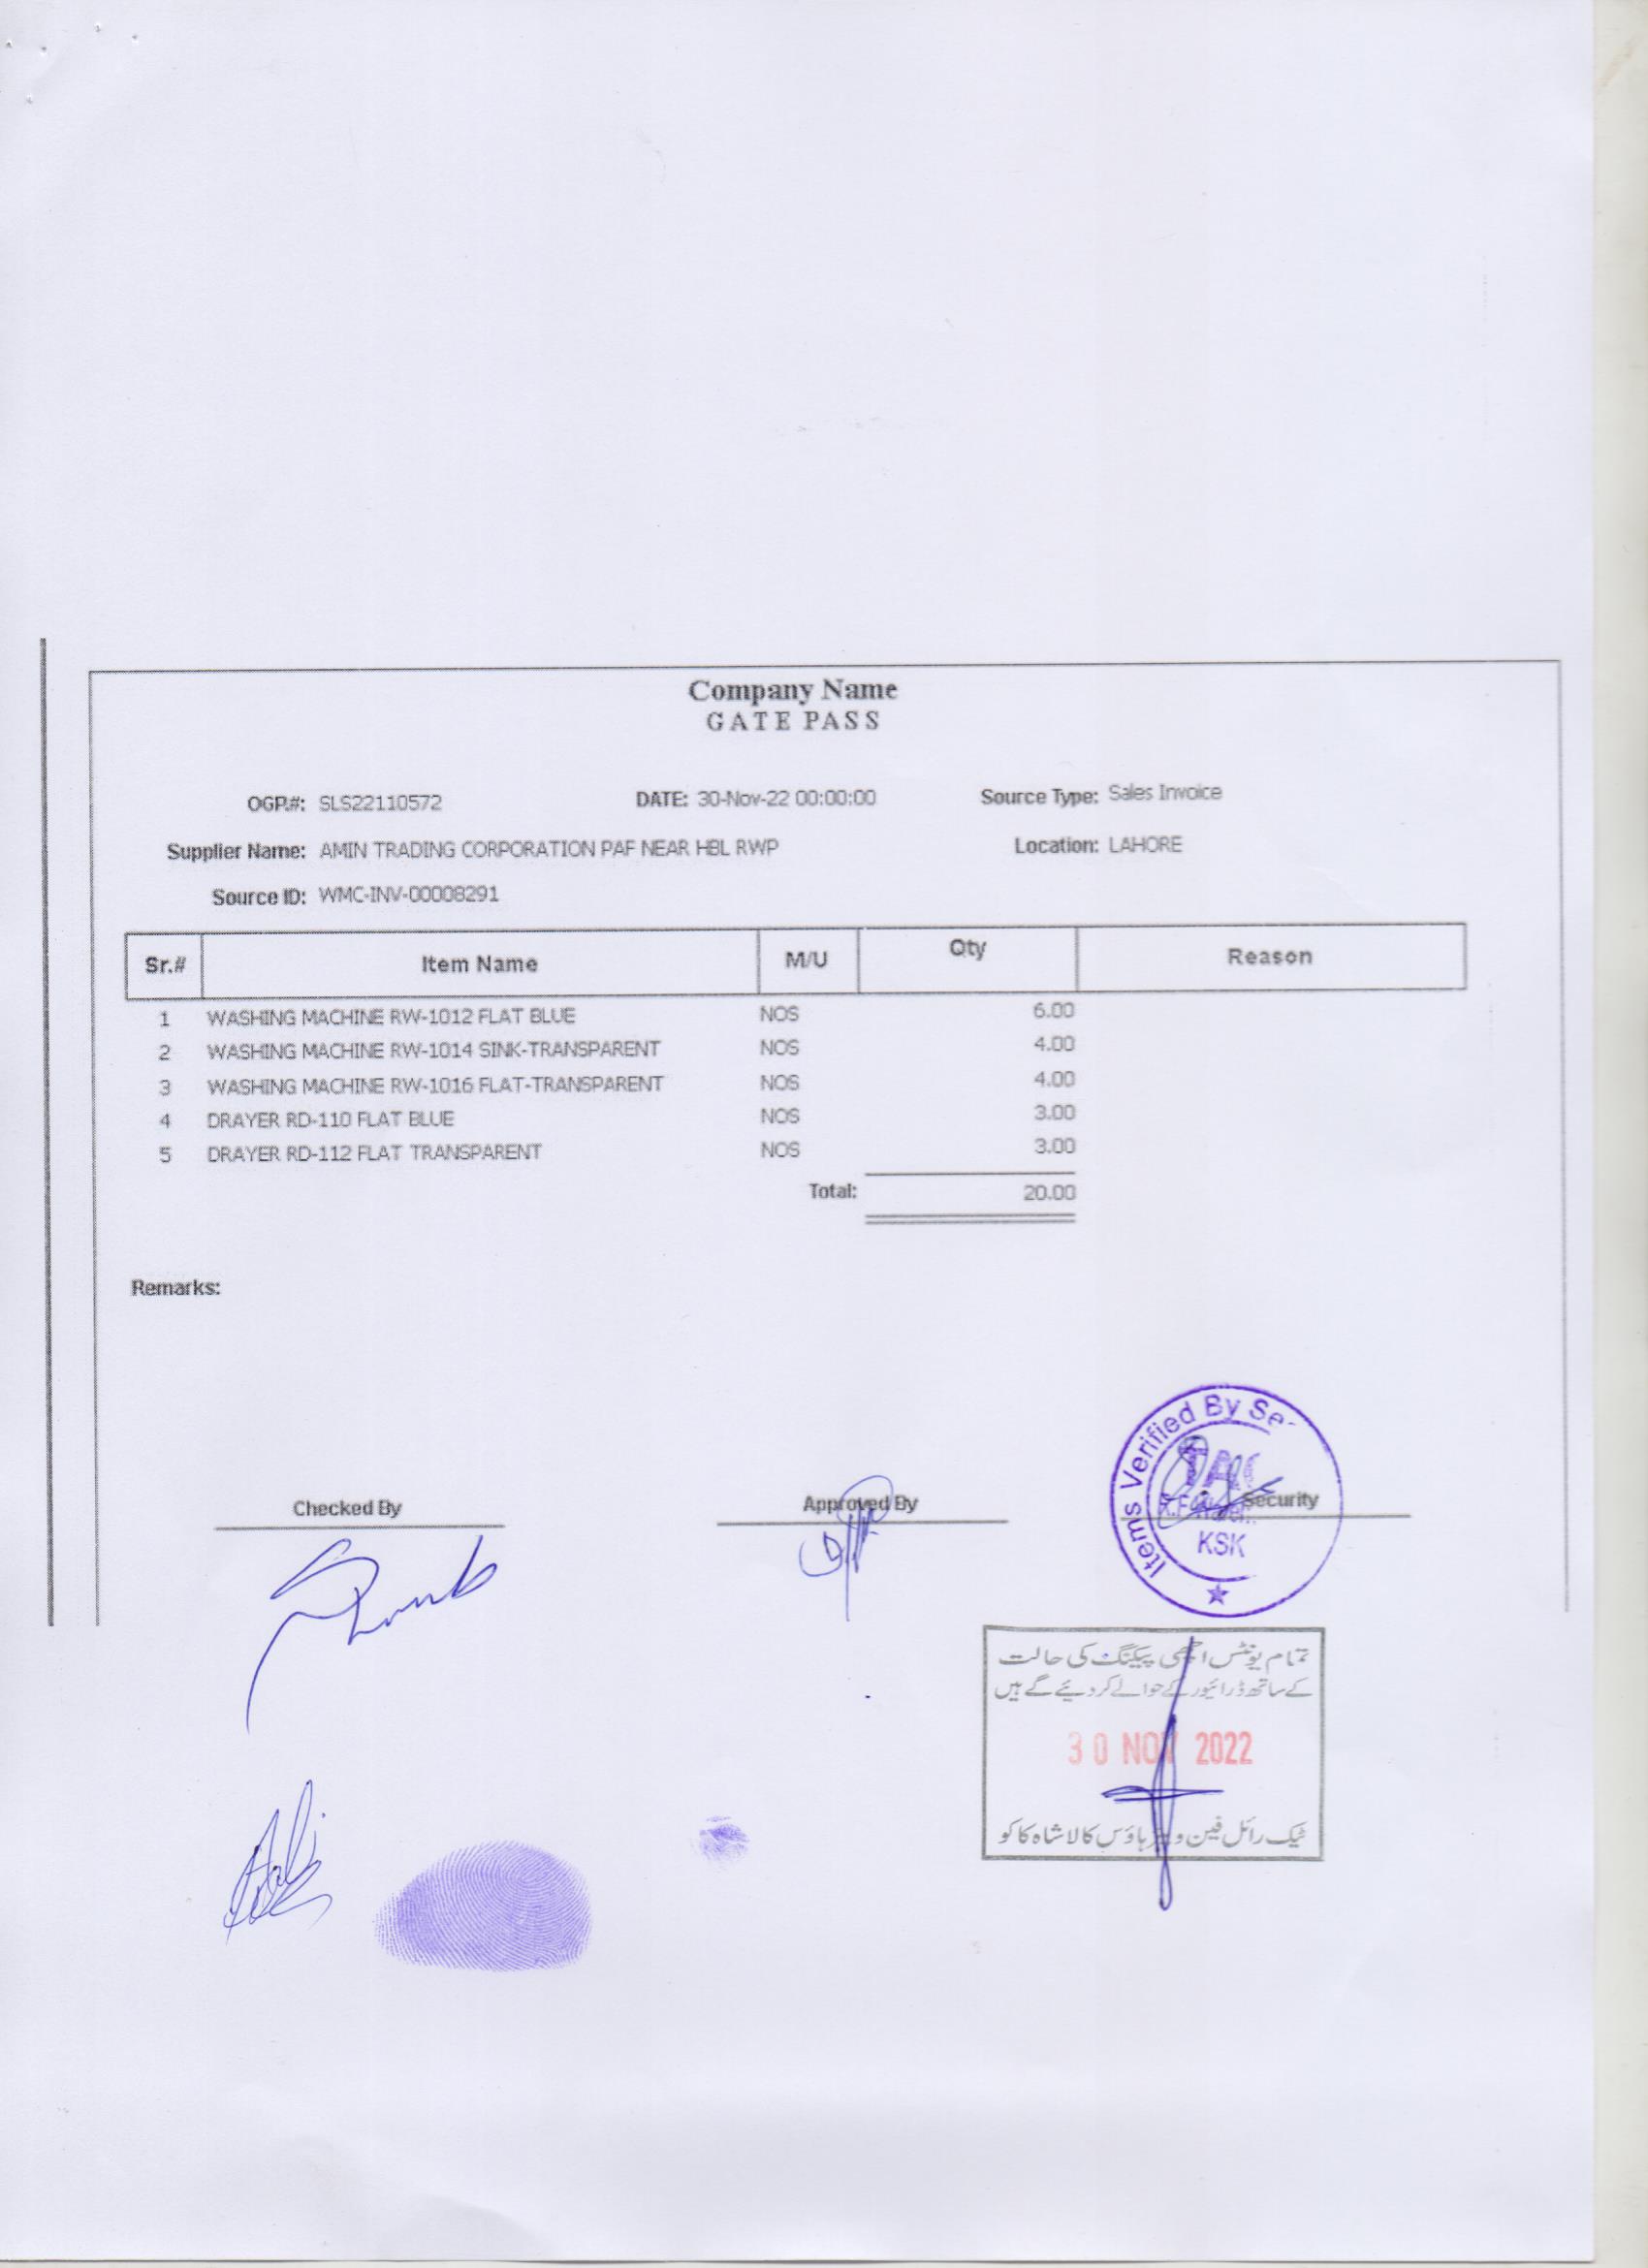 Company Name
GATE PASS
OGP.#: SLS22110572 DATE: 30-Nov-22 00:00:00 Source Type: Sales Invoice
Supplier Name: AMIN TRADING CORPORATION PAF NEAR HBL RWP Location: LAHORE
Source ID: WMC-INV-00008291
Sr.# Item Name M/U Qty Reason
1 WASHING MACHINE RW-1012 FLAT BLUE NOS 6.00
2 WASHING MACHINE RW-1014 SINK-TRANSPARENT NOS 4.00
3 WASHING MACHINE RW-1016 FLAT-TRANSPARENT NOS 4.00
4 DRAYER RD-110 FLAT BLUE NOS 3.00
5 DRAYER RD-112 FLAT TRANSPARENT NOS 3.00
Total: 20.00
Remarks:
Items Verified By
Checked By Approved By Security
KSK
تمام یونٹس اچھی پیکنگ کی حالت
کے ساتھ ڈرائیور کے حوالے کر دیئے گے ہیں
30 NOV 2022
ٹیک رائل فین ویئر ہاؤس کالا شاہ کاکو